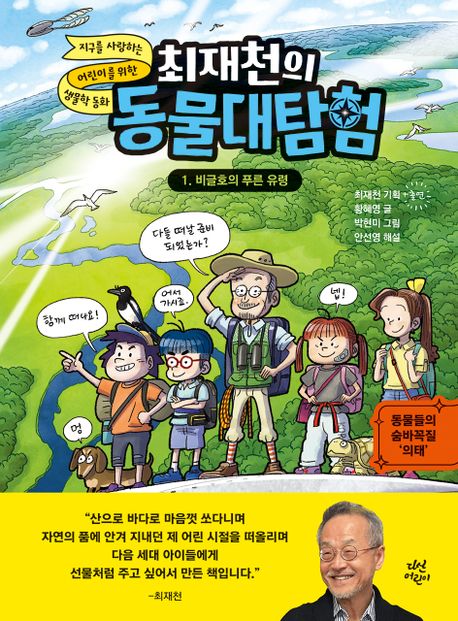 지구를 사랑하는
어린이를 위한
생물학 동화
최재천의
동물대탐험
1. 비글호의 푸른 유령
최재천 기획 + 출연
황혜영 글
박현미 그림
안선영 해설
다들 떠날 준비
되었는가?
어서
가시죠.
함께 떠나요!
넵!
멍
동물들의
숨바꼭질
‘의태’
“산으로 바다로 마음껏 쏘다니며
자연의 품에 안겨 지내던 제 어린 시절을 떠올리며
다음 세대 아이들에게
선물처럼 주고 싶어서 만든 책입니다.”
–최재천
다산
어린이